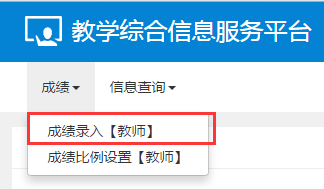 教学综合信息服务平台
成绩 信息查询
成绩录入【教师】
成绩比例设置【教师】